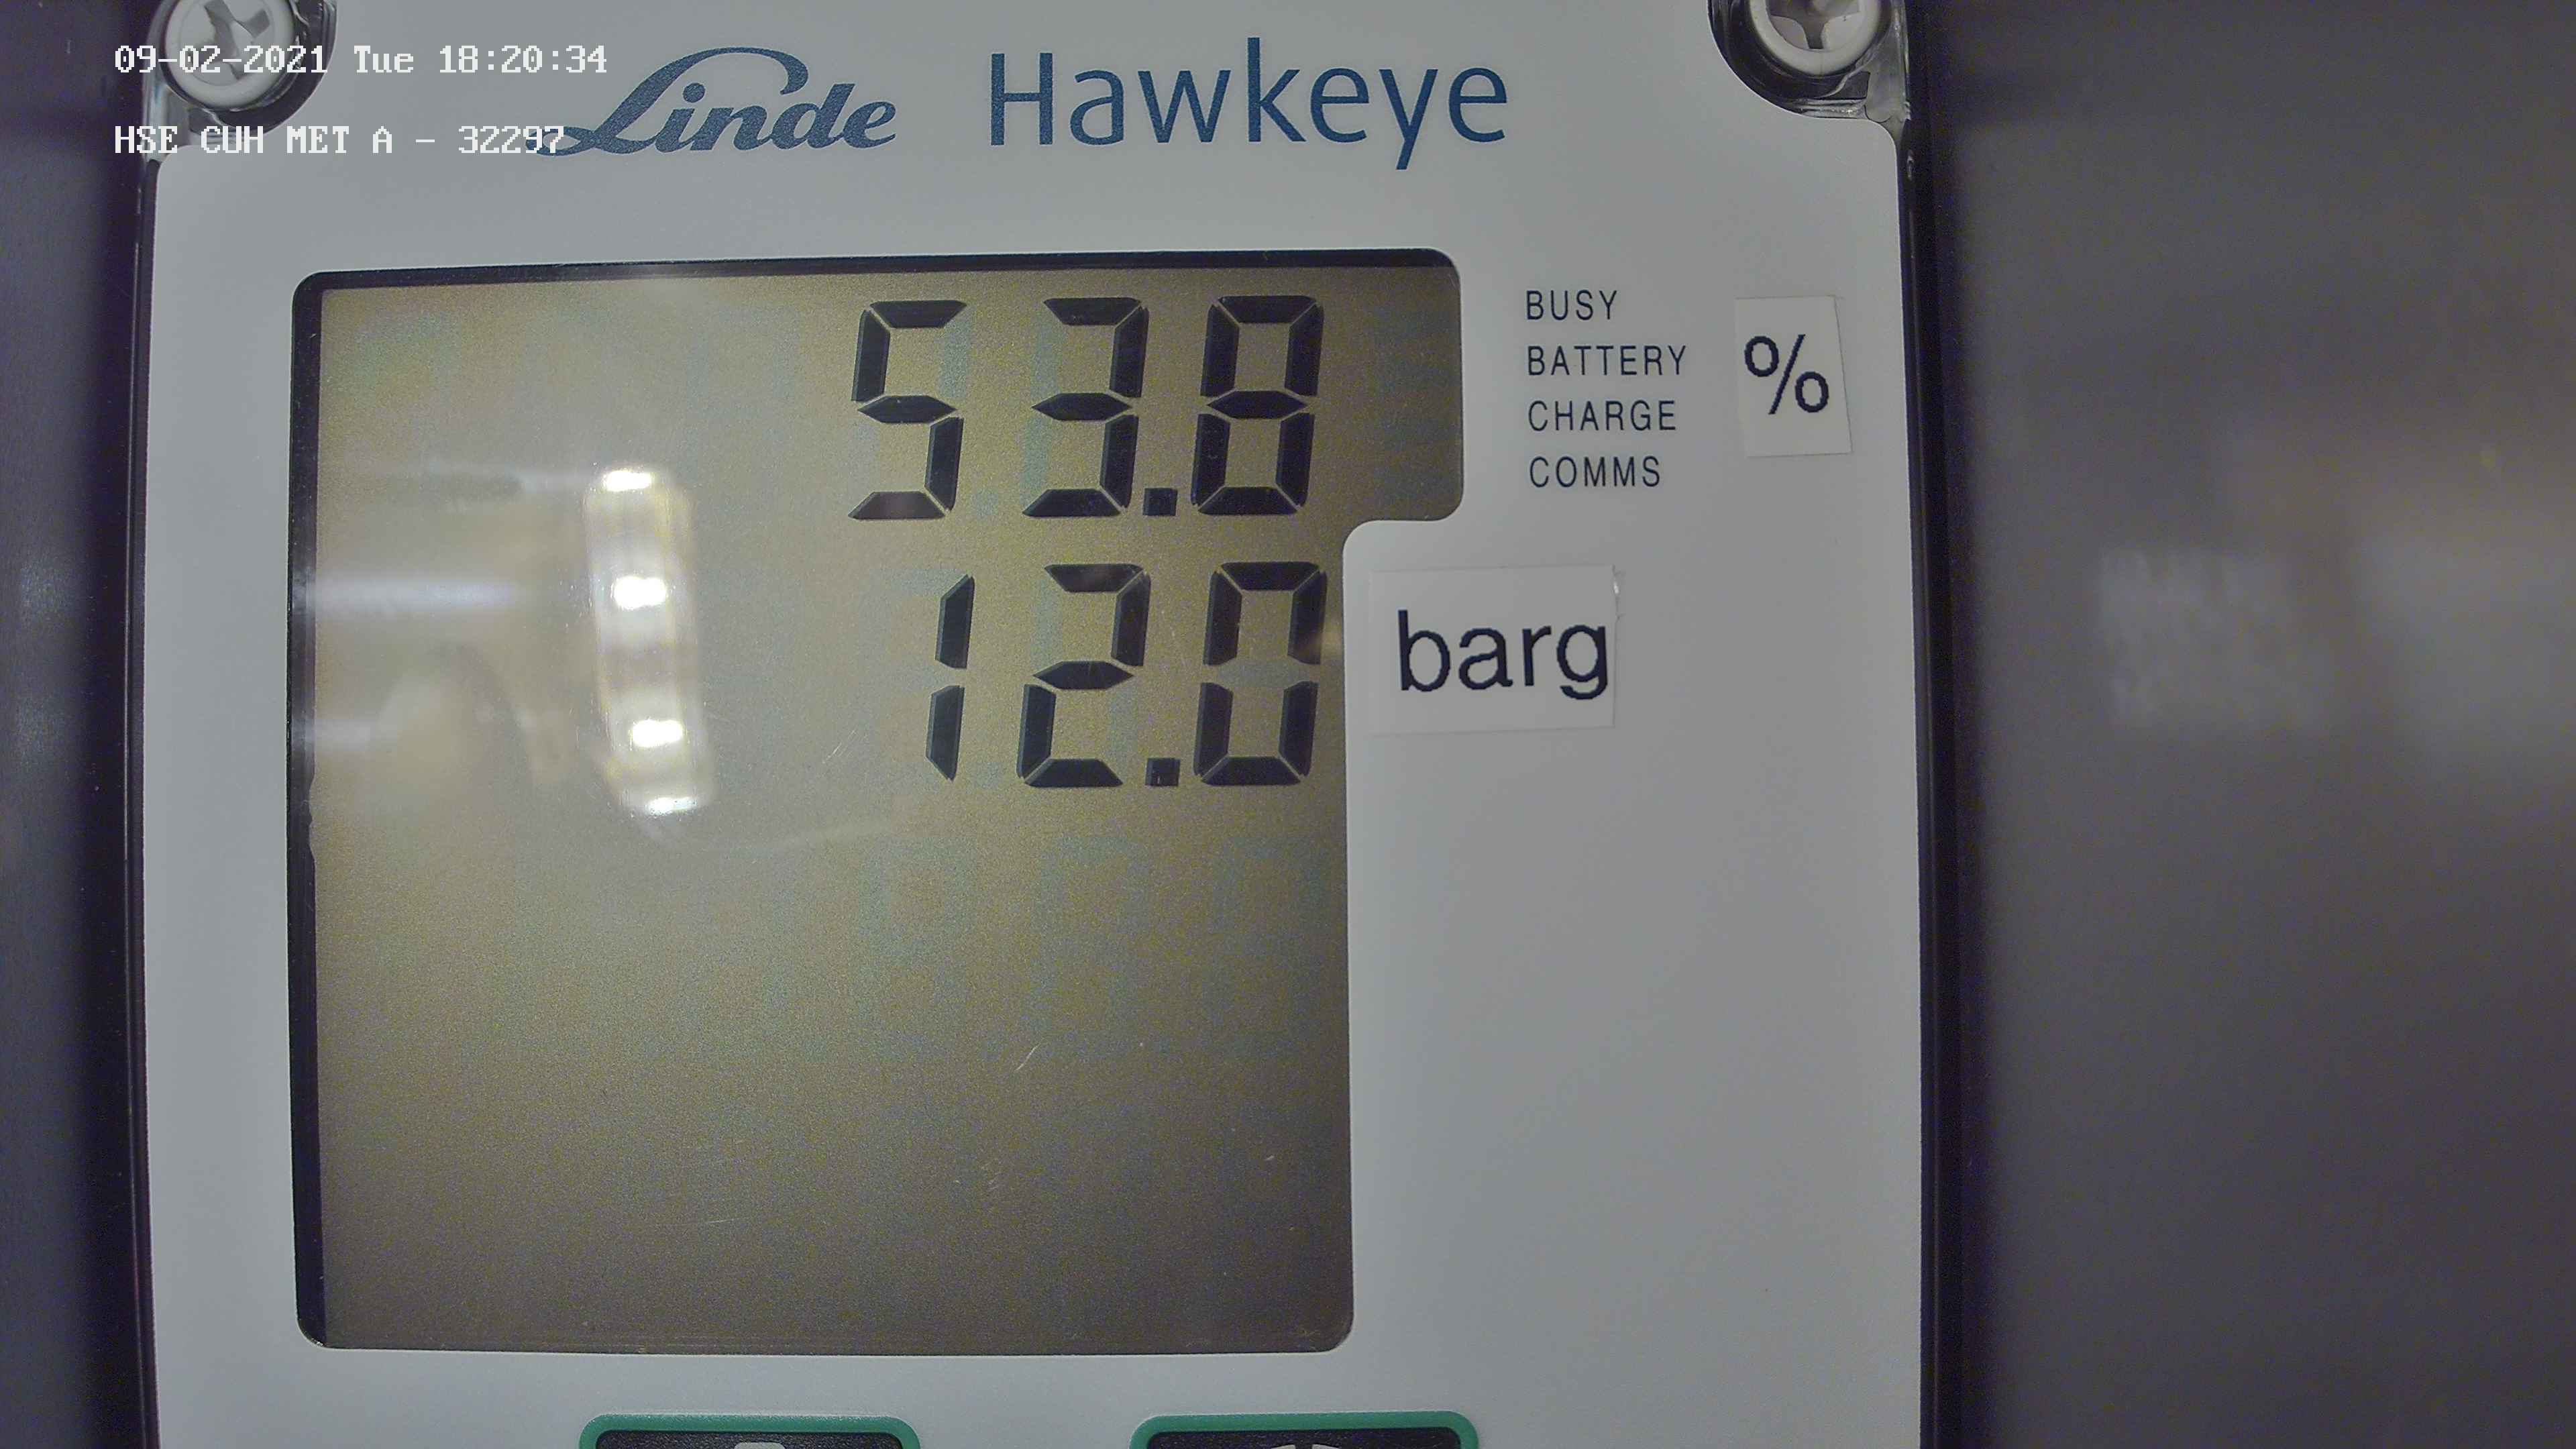 09-02-2021 Tue 18:20:34
HSE CUH MET A - 32297
Linde Hawkeye
53.8
BUSY
BATTERY
CHARGE
COMMS
%
12.0
barg